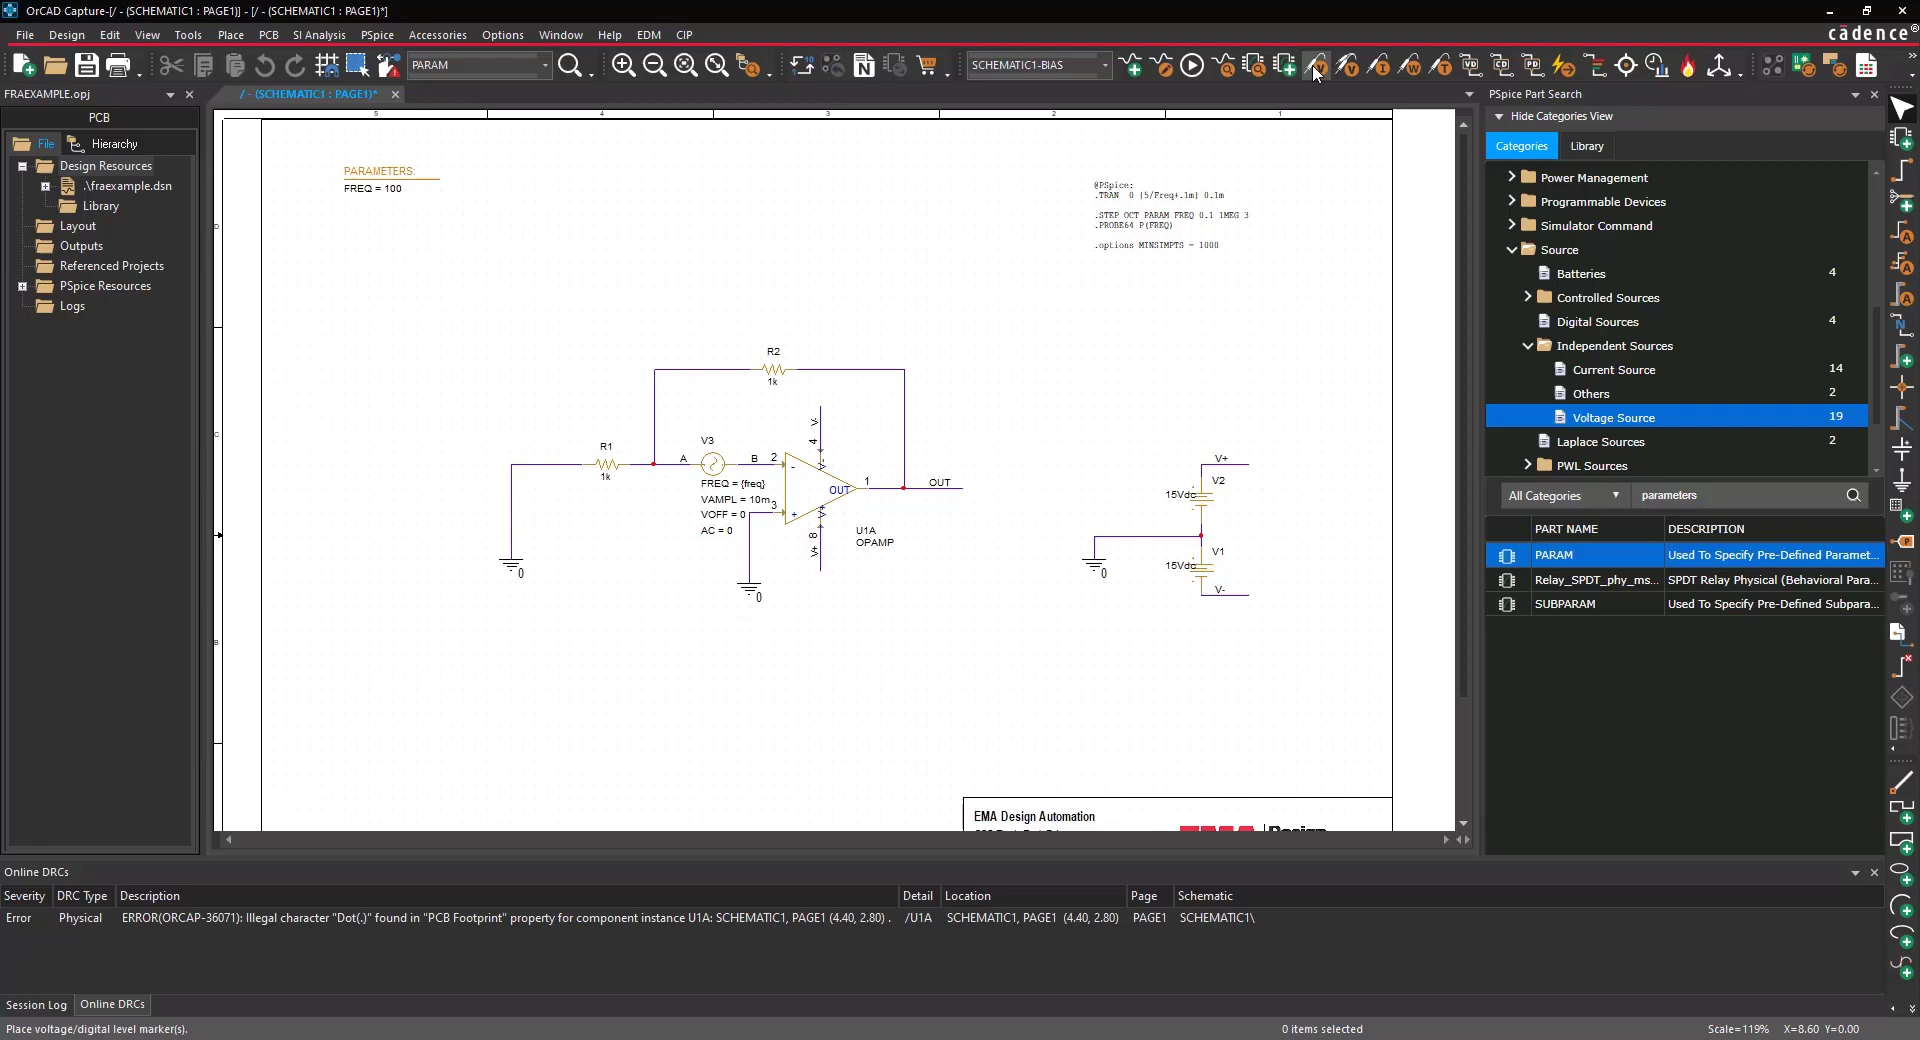 OrCAD Capture-[/ - (SCHEMATIC1 : PAGE1)] - [/ - (SCHEMATIC1 : PAGE1)*]
File Design Edit View Tools Place PCB SI Analysis PSpice Accessories Options Window Help EDM CIP
cadence®
PARAM
SCHEMATIC1-BIAS
FRAEXAMPLE.opj
/ - (SCHEMATIC1 : PAGE1)*
PSpice Part Search
PCB
File Hierarchy
Design Resources
.\fraexample.dsn
Library
Layout
Outputs
Referenced Projects
PSpice Resources
Logs
5 4 3 2 1
D
C
B
PARAMETERS:
FREQ = 100
@PSpice:
.TRAN 0 {5/Freq+.1m} 0.1m
.STEP OCT PARAM FREQ 0.1 1MEG 3
.PROBE64 P(FREQ)
.options MINSIMPTS = 1000
R2
1k
R1
1k
A
V3
B
2
-
V-
4
V-
FREQ = {freq}
VAMPL = 10m
VOFF = 0
AC = 0
3
+
V+
8
V+
OUT
1
OUT
U1A
OPAMP
0
0
V+
V2
15Vdc
V1
15Vdc
V-
0
EMA Design Automation
Hide Categories View
Categories Library
Power Management
Programmable Devices
Simulator Command
Source
Batteries 4
Controlled Sources
Digital Sources 4
Independent Sources
Current Source 14
Others 2
Voltage Source 19
Laplace Sources 2
PWL Sources
All Categories parameters
PART NAME DESCRIPTION
PARAM Used To Specify Pre-Defined Paramet...
Relay_SPDT_phy_ms... SPDT Relay Physical (Behavioral Para...
SUBPARAM Used To Specify Pre-Defined Subpara...
Online DRCs
Severity DRC Type Description Detail Location Page Schematic
Error Physical ERROR(ORCAP-36071): Illegal character "Dot(.)" found in "PCB Footprint" property for component instance U1A: SCHEMATIC1, PAGE1 (4.40, 2.80) . /U1A SCHEMATIC1, PAGE1 (4.40, 2.80) PAGE1 SCHEMATIC1\
Session Log Online DRCs
Place voltage/digital level marker(s). 0 items selected Scale=119% X=8.60 Y=0.00